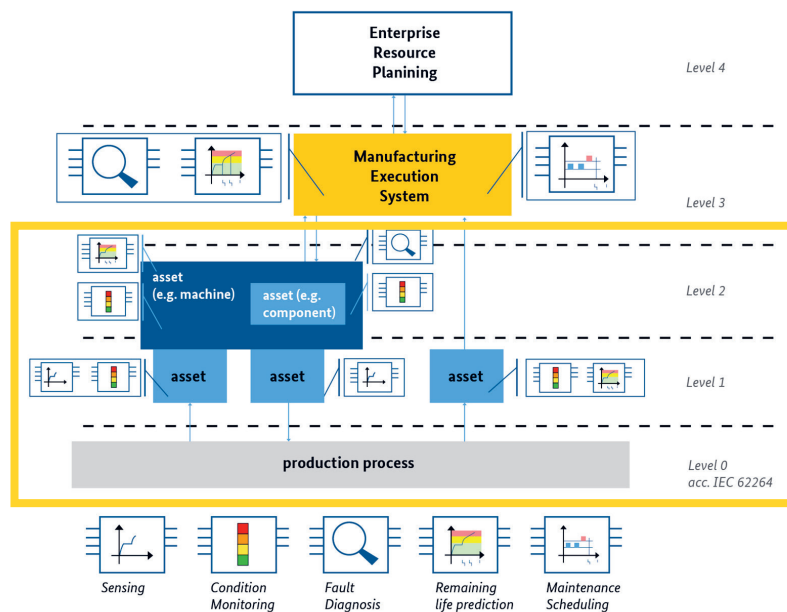 Enterprise
Resource
Planining
Level 4
Manufacturing
Execution
System
Level 3
asset
(e.g. machine)
asset (e.g.
component)
Level 2
asset
asset
asset
Level 1
production process
Level 0
acc. IEC 62264
Sensing
Condition
Monitoring
Fault
Diagnosis
Remaining
life prediction
Maintenance
Scheduling